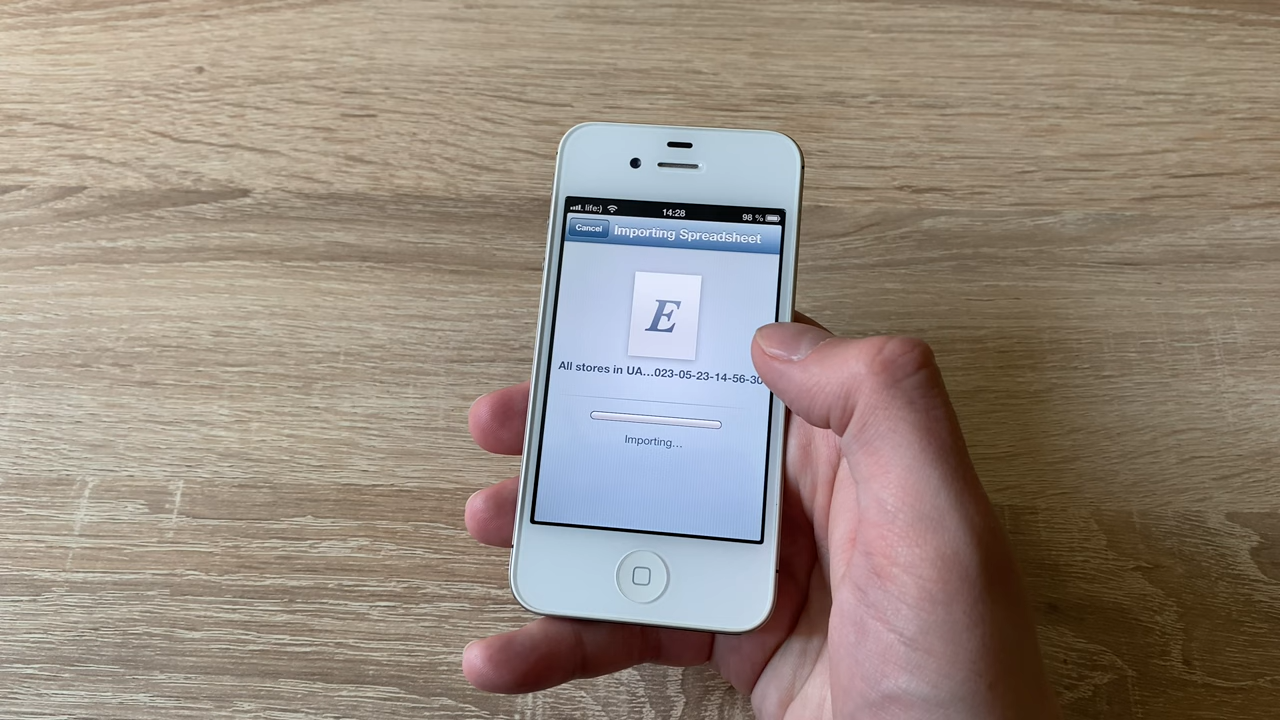 life:) 14:28 98 %
Cancel Importing Spreadsheet
E
All stores in UA...023-05-23-14-56-30
Importing...